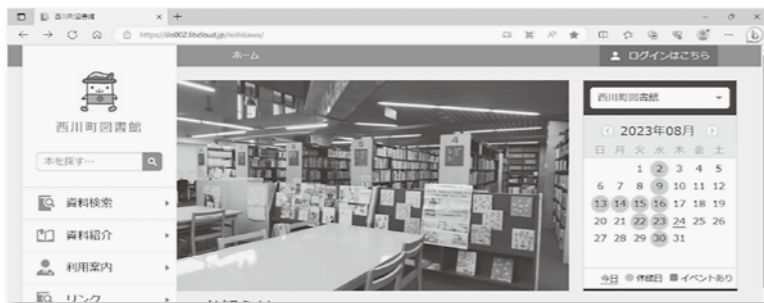 西川町図書館
https://ilis002.libcloud.jp/nishikawa/
ホーム
ログインはこちら
西川町図書館
本を探す…
資料検索
資料紹介
利用案内
リンク
5
4
西川町図書館
2023年08月
日 月 火 水 木 金 土
1 2 3 4 5
6 7 8 9 10 11 12
13 14 15 16 17 18 19
20 21 22 23 24 25 26
27 28 29 30 31
今日 休館日 イベントあり